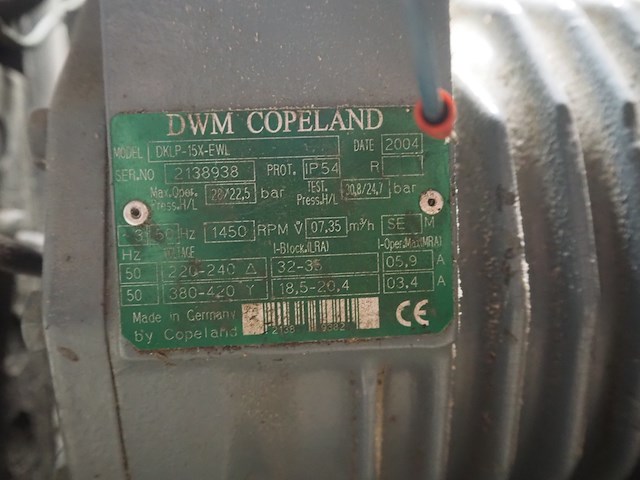 DWM COPELAND
MODEL DKLP-15X-EWL DATE 2004
SER.NO 2138938 PROT. IP54 R
Max.Oper. Press.H/L 28/22,5 bar TEST. Press.H/L 20,8/24,7 bar
3 50 Hz 1450 RPM V 07,35 m³/h SE M
Hz I-Block.(LRA) I-Oper.Max(MRA)
50 220-240 Δ 32-35 05,9 A
50 380-420 Y 18,5-20,4 03,4 A
Made in Germany
by Copeland 2138 CE